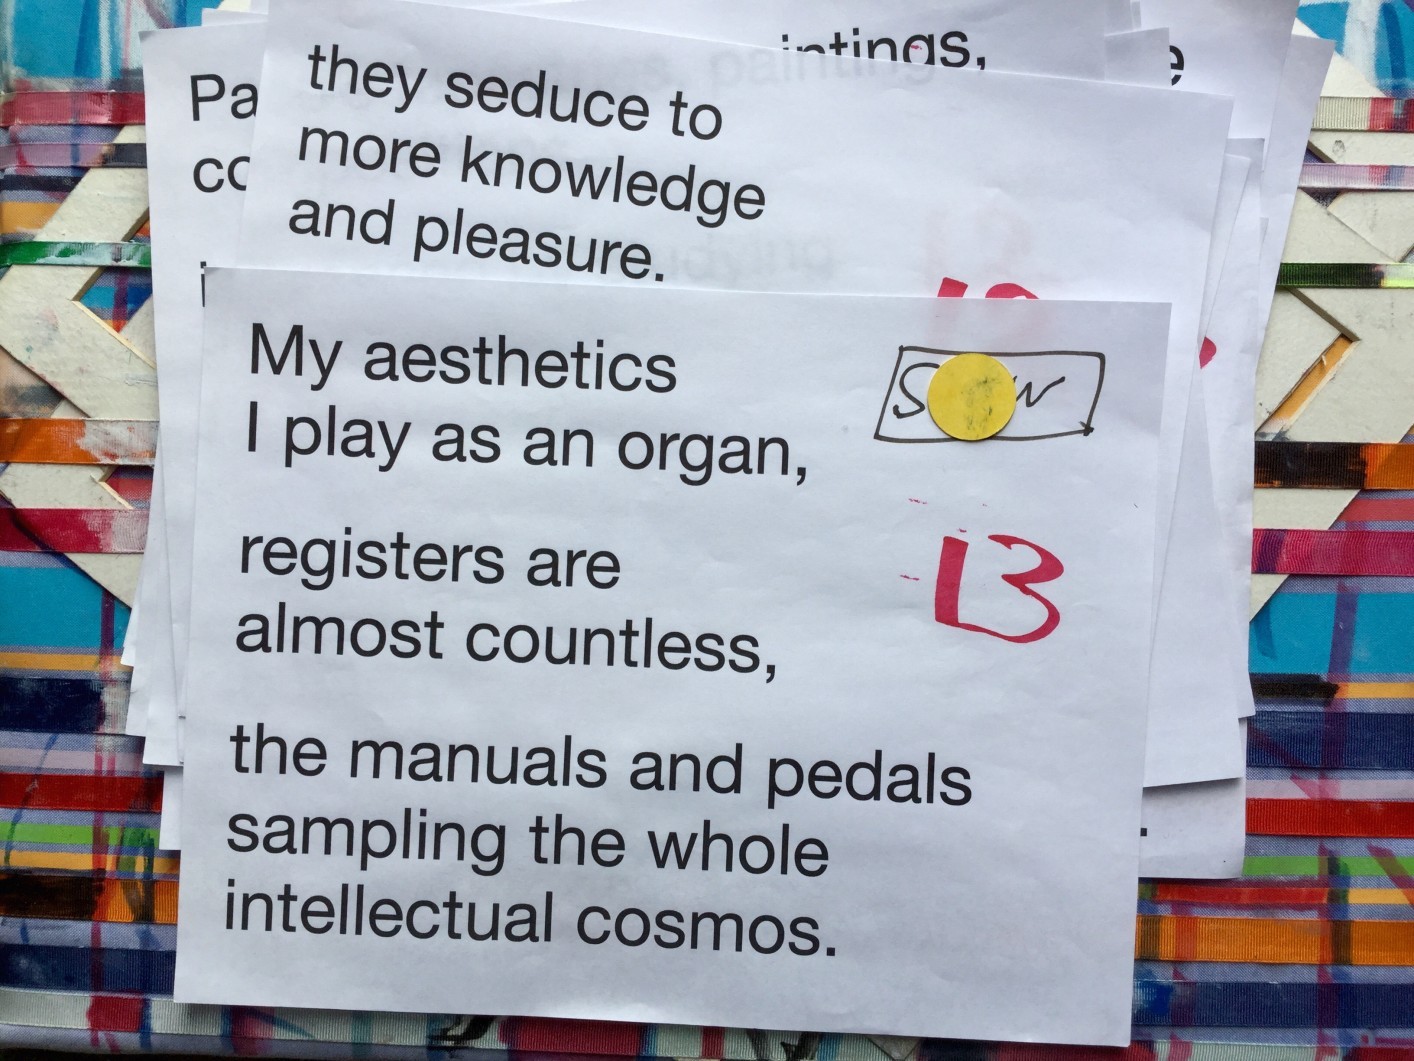 they seduce to
more knowledge
and pleasure.
My aesthetics
I play as an organ,
registers are
almost countless,
the manuals and pedals
sampling the whole
intellectual cosmos.
13